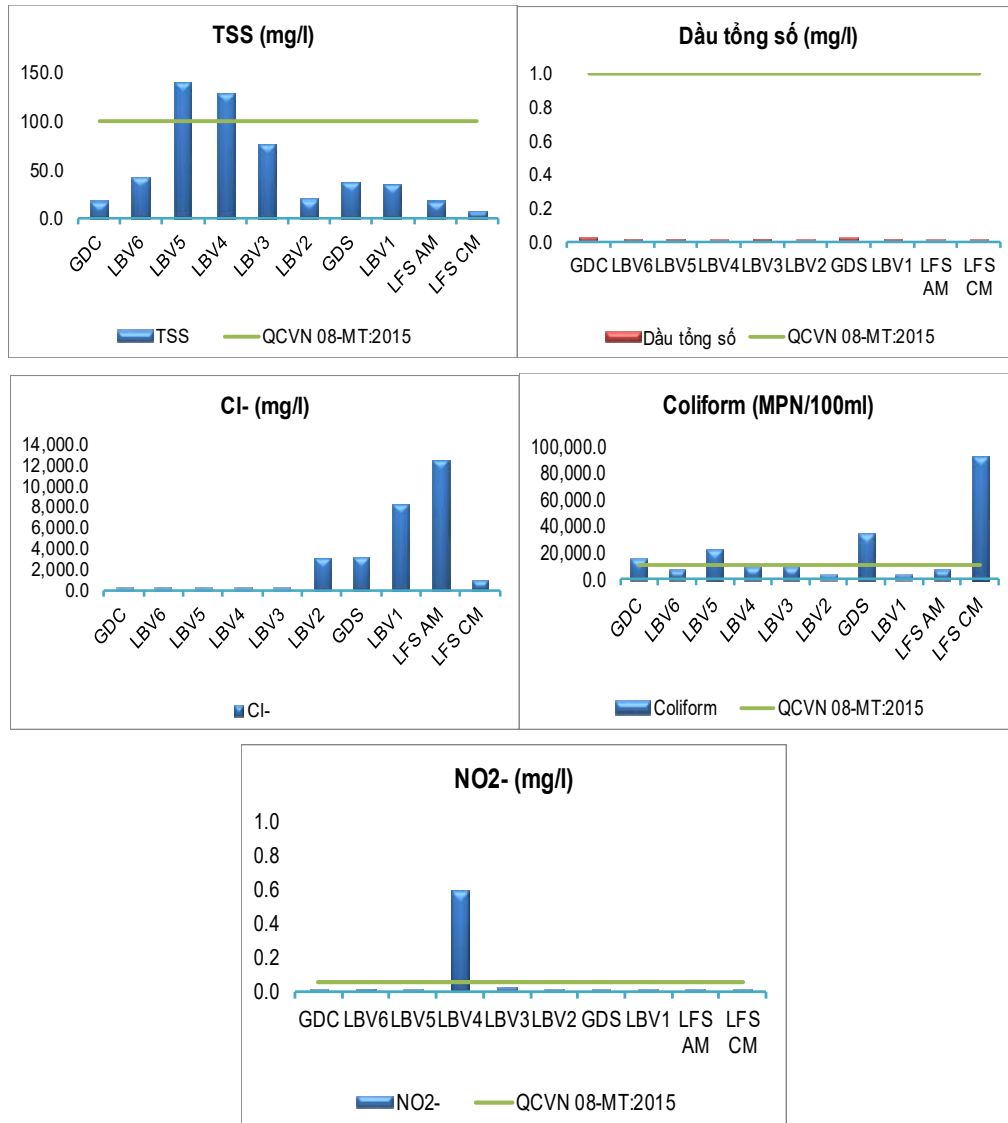 TSS (mg/l)
150.0
100.0
50.0
0.0
GDC LBV6 LBV5 LBV4 LBV3 LBV2 GDS LBV1 LFS AM LFS CM
TSS QCVN 08-MT:2015
Dầu tổng số (mg/l)
1.0
0.8
0.6
0.4
0.2
0.0
GDC LBV6 LBV5 LBV4 LBV3 LBV2 GDS LBV1 LFS LFS
AM CM
Dầu tổng số QCVN 08-MT:2015
Cl- (mg/l)
14,000.0
12,000.0
10,000.0
8,000.0
6,000.0
4,000.0
2,000.0
0.0
GDC LBV6 LBV5 LBV4 LBV3 LBV2 GDS LBV1 LFS AM LFS CM
Cl-
Coliform (MPN/100ml)
100,000.0
80,000.0
60,000.0
40,000.0
20,000.0
0.0
GDC LBV6 LBV5 LBV4 LBV3 LBV2 GDS LBV1 LFS AM LFS CM
Coliform QCVN 08-MT:2015
NO2- (mg/l)
1.0
0.8
0.6
0.4
0.2
0.0
GDC LBV6 LBV5 LBV4 LBV3 LBV2 GDS LBV1 LFS LFS
AM CM
NO2- QCVN 08-MT:2015